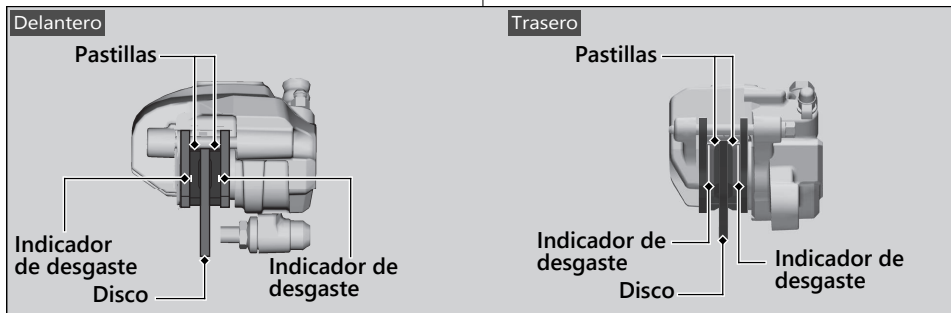 Delantero
Pastillas
Indicador
de desgaste
Disco
Indicador de
desgaste
Trasero
Pastillas
Indicador de
desgaste
Disco
Indicador de
desgaste